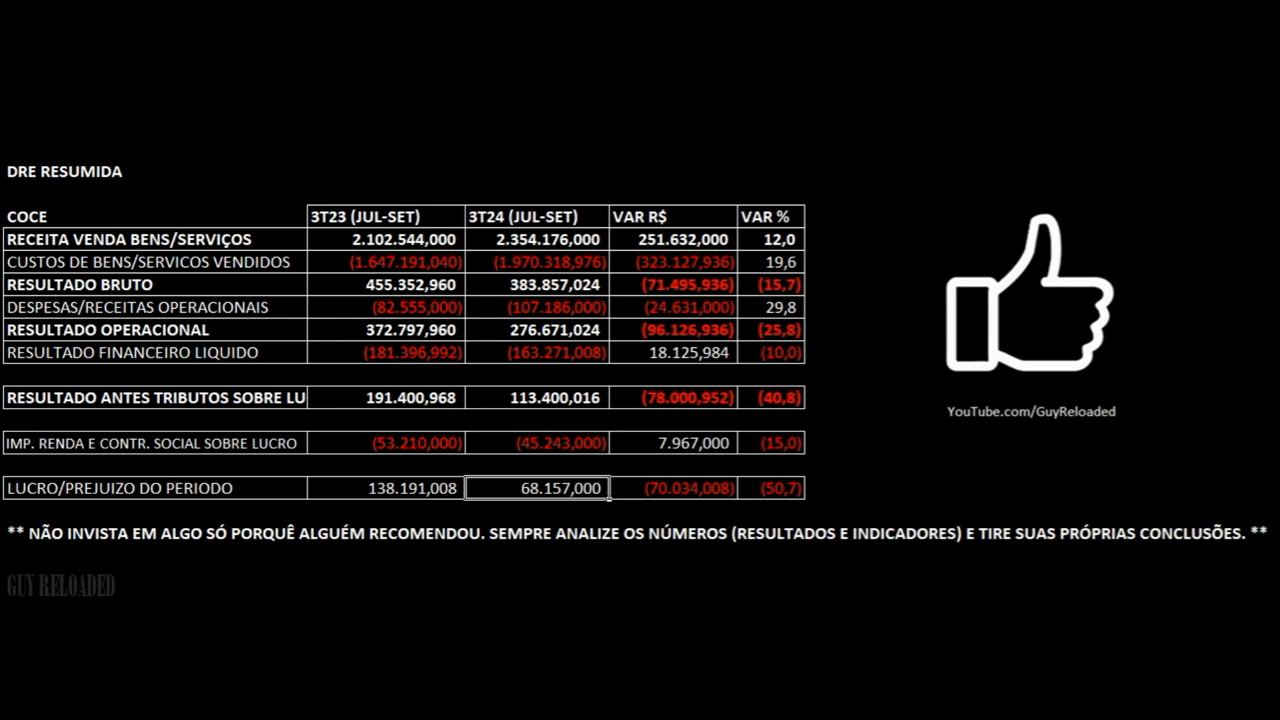 DRE RESUMIDA
COCE 3T23 (JUL-SET) 3T24 (JUL-SET) VAR R$ VAR %
RECEITA VENDA BENS/SERVIÇOS 2.102.544,000 2.354.176,000 251.632,000 12,0
CUSTOS DE BENS/SERVICOS VENDIDOS (1.647.191,040) (1.970.318,976) (323.127,936) 19,6
RESULTADO BRUTO 455.352,960 383.857,024 (71.495,936) (15,7)
DESPESAS/RECEITAS OPERACIONAIS (82.555,000) (107.186,000) (24.631,000) 29,8
RESULTADO OPERACIONAL 372.797,960 276.671,024 (96.126,936) (25,8)
RESULTADO FINANCEIRO LIQUIDO (181.396,992) (163.271,008) 18.125,984 (10,0)
RESULTADO ANTES TRIBUTOS SOBRE LU 191.400,968 113.400,016 (78.000,952) (40,8)
IMP. RENDA E CONTR. SOCIAL SOBRE LUCRO (53.210,000) (45.243,000) 7.967,000 (15,0)
LUCRO/PREJUIZO DO PERIODO 138.191,008 68.157,000 (70.034,008) (50,7)
YouTube.com/GuyReloaded
** NÃO INVISTA EM ALGO SÓ PORQUÊ ALGUÉM RECOMENDOU. SEMPRE ANALIZE OS NÚMEROS (RESULTADOS E INDICADORES) E TIRE SUAS PRÓPRIAS CONCLUSÕES. **
GUY RELOADED